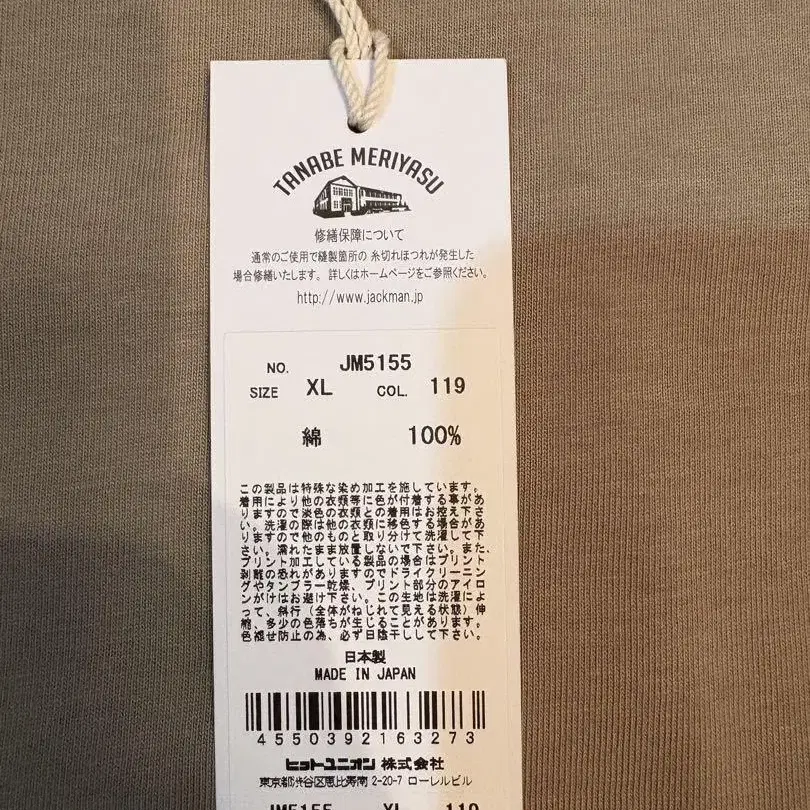 TANABE MERIYASU
修繕保障について
通常のご使用で縫製箇所の 糸切れほつれが発生した
場合修繕いたします。詳しくはホームページをご参照ください。
http://www.jackman.jp
NO. JM5155
SIZE XL COL. 119
綿 100%
この製品は特殊な染め加工を施しています。
着用により他の衣類等に色が付着する事があ
りますので淡色の衣類との着用はお控え下さ
い。洗濯の際は他の衣類に移色する場合があ
りますので他のものと取り分けて洗濯して下
さい。濡れたまま放置しないで下さい。また、
プリント加工している製品の場合はプリント
剥離の恐れがありますのでドライクリーニン
グやタンブラー乾燥、プリント部分のアイロ
ンがけはお避け下さい。この生地は洗濯によ
って、斜行（全体がねじれて見える状態）伸
縮、多少の色落ちが生じることがあります。
色褪せ防止の為、必ず日陰干しして下さい。
日本製
MADE IN JAPAN
4550392163273
ヒットユニオン 株式会社
東京都渋谷区恵比寿南 2-20-7 ローレルビル
JM5155 XL 119